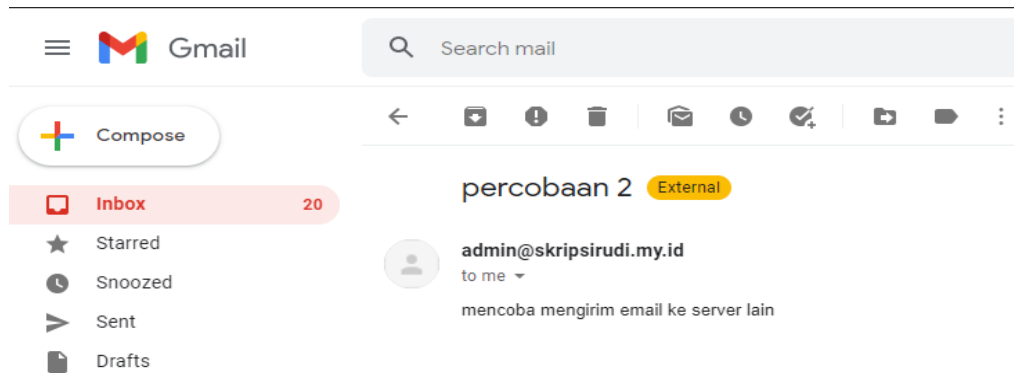 Gmail
Search mail
Compose
Inbox 20
Starred
Snoozed
Sent
Drafts
percobaan 2 External
admin@skripsirudi.my.id
to me
mencoba mengirim email ke server lain